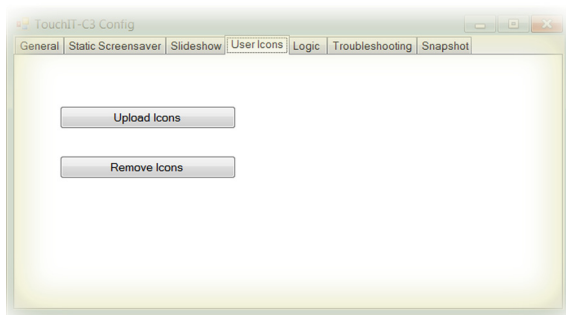 TouchIT-C3 Config
General Static Screensaver Slideshow User Icons Logic Troubleshooting Snapshot
Upload Icons
Remove Icons